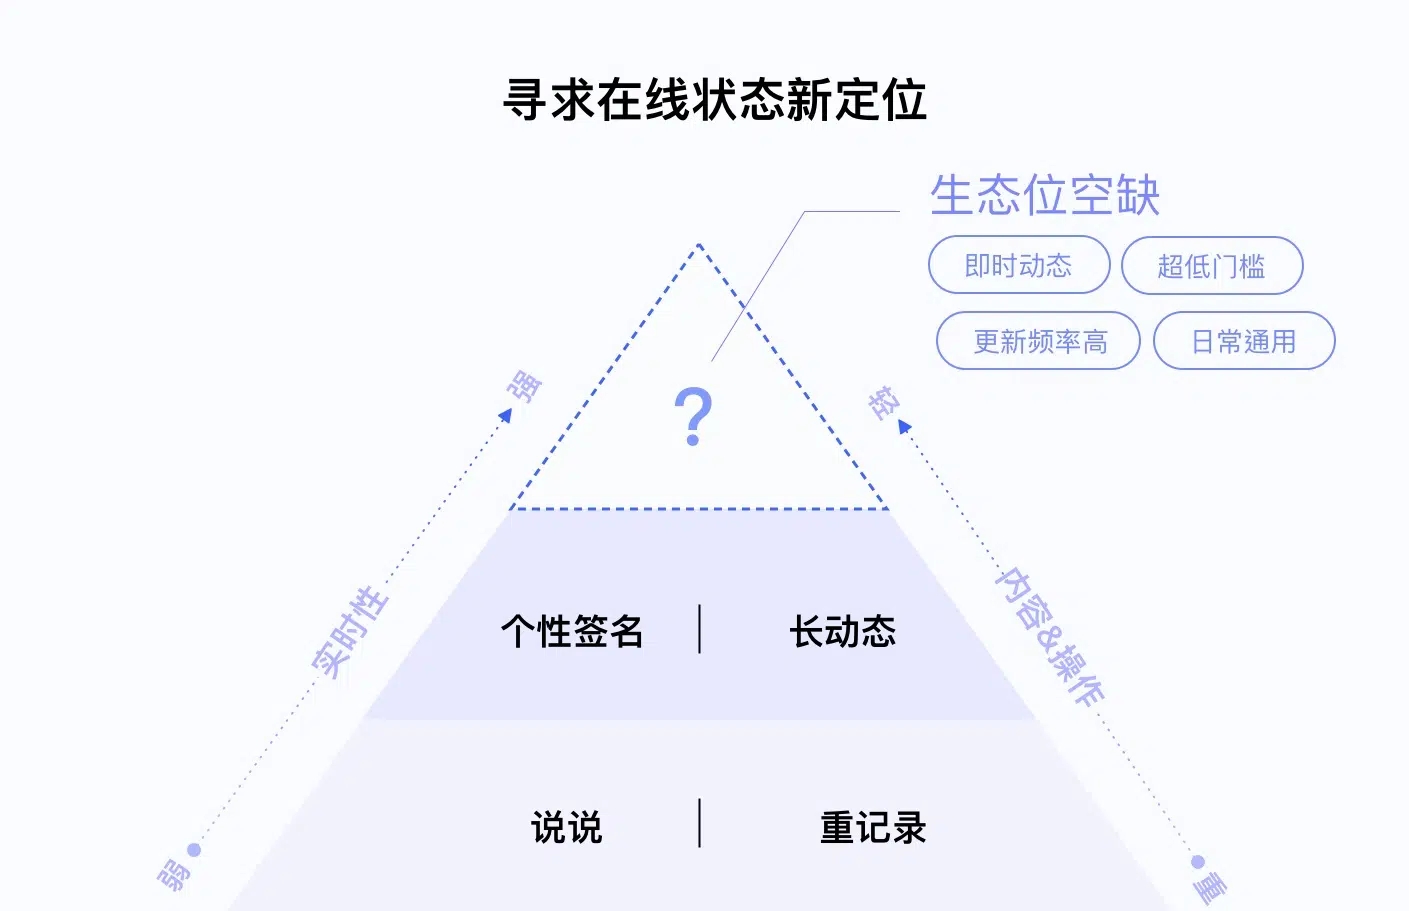 寻求在线状态新定位
生态位空缺
即时动态
超低门槛
更新频率高
日常通用
强
轻
?
实时性
内容&操作
个性签名
长动态
说说
重记录
弱
重